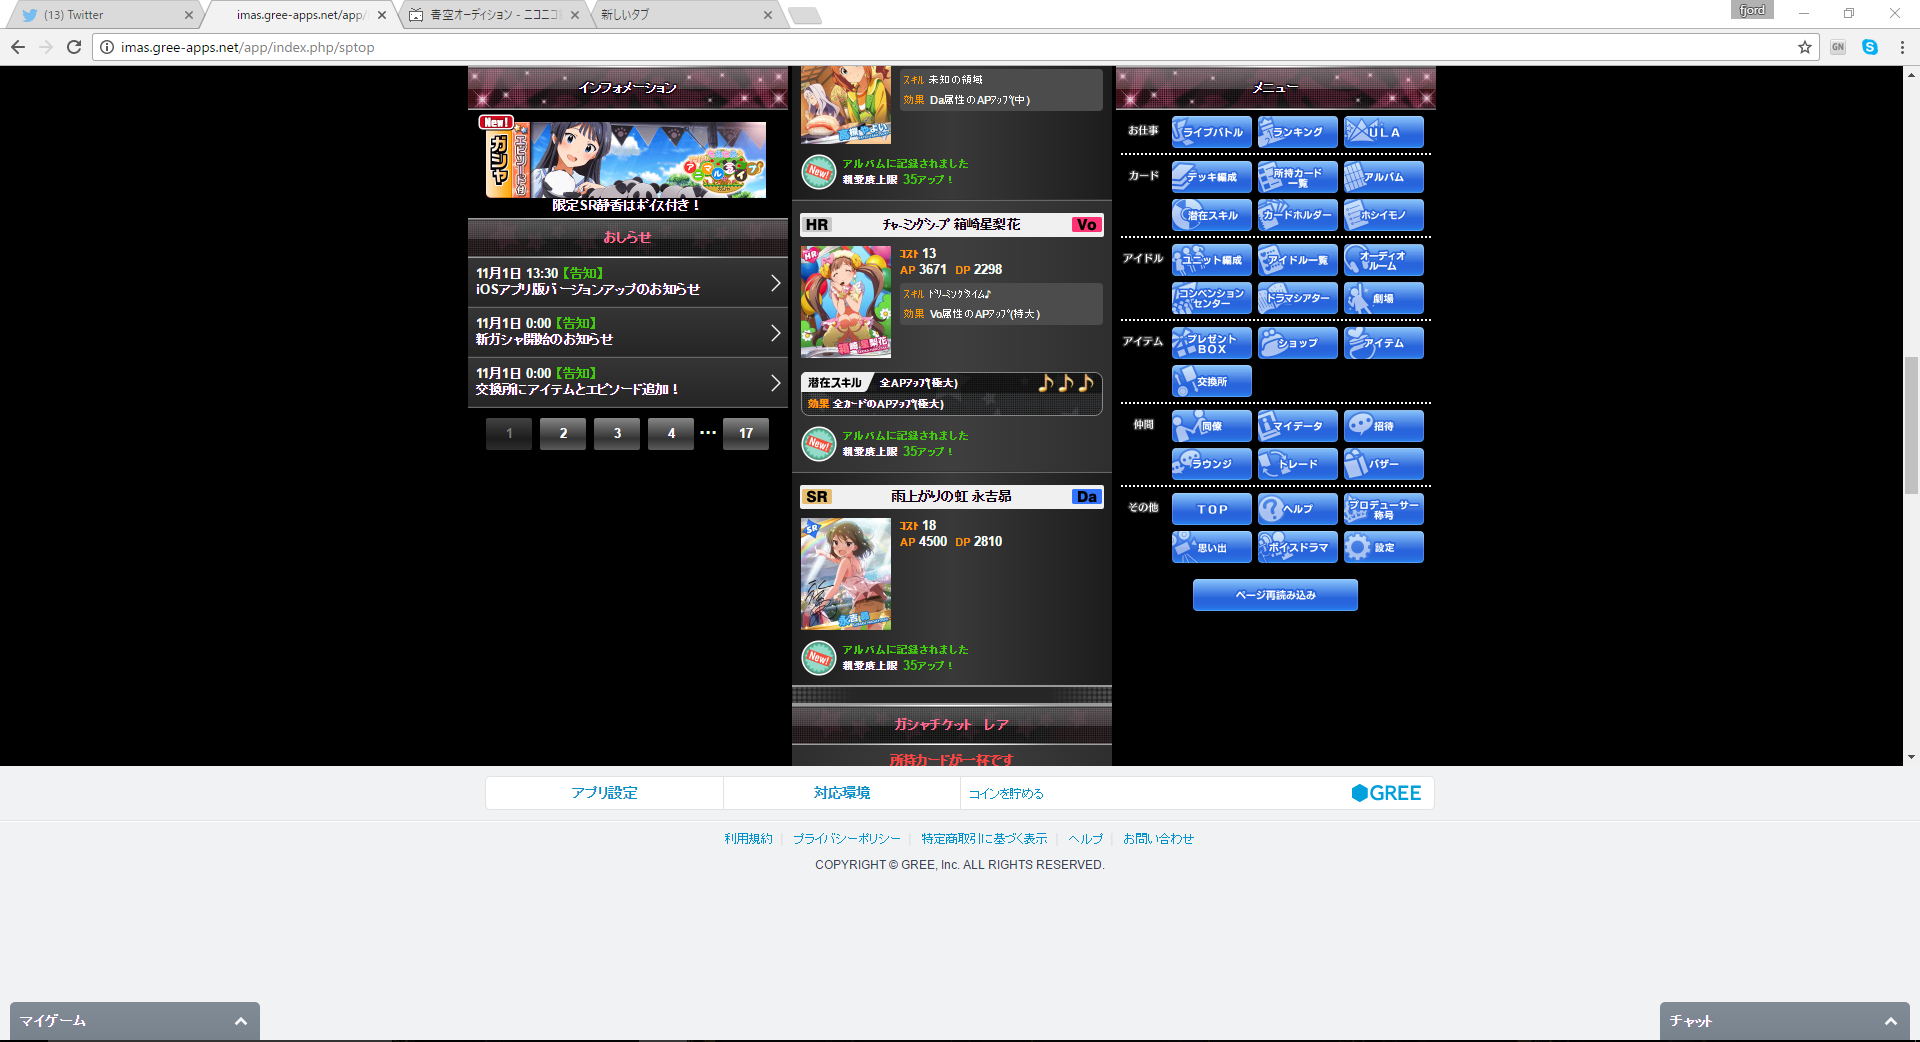 (13) Twitter
imas.gree-apps.net/app/
青空オーディション - ニコニコ
新しいタブ
fjord
imas.gree-apps.net/app/index.php/sptop
GN
インフォメーション
New!
ガシャ
エピソード付
限定SR静香はボイス付き！
おしらせ
11月1日 13:30【告知】
iOSアプリ版バージョンアップのお知らせ
11月1日 0:00【告知】
新ガシャ開始のお知らせ
11月1日 0:00【告知】
交換所にアイテムとエピソード追加！
1 2 3 4 … 17
スキル 未知の領域
効果 Da属性のAPｱｯﾌﾟ(中)
高槻やよい
New!
アルバムに記録されました
親愛度上限 35アップ！
HR ﾁｬｰﾐﾝｸﾞｼｰﾌﾟ 箱崎星梨花 Vo
HR
コスト 13
AP 3671 DP 2298
スキル ﾄﾞﾘｰﾐﾝｸﾞﾀｲﾑ♪
効果 Vo属性のAPｱｯﾌﾟ(特大)
箱崎星梨花
潜在スキル 全APｱｯﾌﾟ(極大) ♪♪♪
効果 全ｶｰﾄﾞのAPｱｯﾌﾟ(極大)
New!
アルバムに記録されました
親愛度上限 35アップ！
SR 雨上がりの虹 永吉昴 Da
SR
コスト 18
AP 4500 DP 2810
永吉昴
New!
アルバムに記録されました
親愛度上限 35アップ！
ガシャチケット レア
所持カードが一杯です
メニュー
お仕事
ライブバトル ランキング ULA
カード
デッキ編成 所持カード一覧 アルバム
潜在スキル カードホルダー ホシイモノ
アイドル
ユニット編成 アイドル一覧 オーディオルーム
コンベンションセンター ドラマシアター 劇場
アイテム
プレゼントBOX ショップ アイテム
交換所
仲間
同僚 マイデータ 招待
ラウンジ トレード バザー
その他
TOP ヘルプ プロデューサー称号
思い出 ボイスドラマ 設定
ページ再読み込み
アプリ設定 対応環境 コインを貯める GREE
利用規約 プライバシーポリシー 特定商取引に基づく表示 ヘルプ お問い合わせ
COPYRIGHT © GREE, Inc. ALL RIGHTS RESERVED.
マイゲーム
チャット